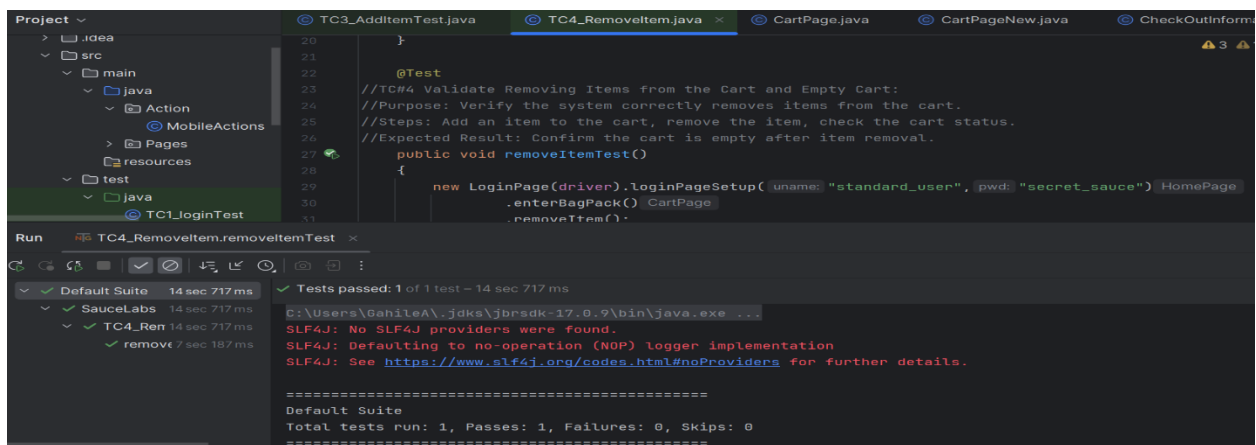 Project
TC3_AddItemTest.java
TC4_RemoveItem.java
CartPage.java
CartPageNew.java
CheckOutInforma
.idea
src
main
java
Action
MobileActions
Pages
resources
test
java
TC1_loginTest
20 }
3
21
22 @Test
23 //TC#4 Validate Removing Items from the Cart and Empty Cart:
24 //Purpose: Verify the system correctly removes items from the cart.
25 //Steps: Add an item to the cart, remove the item, check the cart status.
26 //Expected Result: Confirm the cart is empty after item removal.
27 public void removeItemTest()
28 {
29 new LoginPage(driver).loginPageSetup( uname: "standard_user", pwd: "secret_sauce") HomePage
30 .enterBagPack() CartPage
31 .removeItem();
Run TC4_RemoveItem.removeItemTest
Default Suite 14 sec 717 ms
SauceLabs 14 sec 717 ms
TC4_Rem 14 sec 717 ms
remove 7 sec 187 ms
Tests passed: 1 of 1 test – 14 sec 717 ms
C:\Users\GahileA\.jdks\jbrsdk-17.0.9\bin\java.exe ...
SLF4J: No SLF4J providers were found.
SLF4J: Defaulting to no-operation (NOP) logger implementation
SLF4J: See https://www.slf4j.org/codes.html#noProviders for further details.
===============================================
Default Suite
Total tests run: 1, Passes: 1, Failures: 0, Skips: 0
===============================================